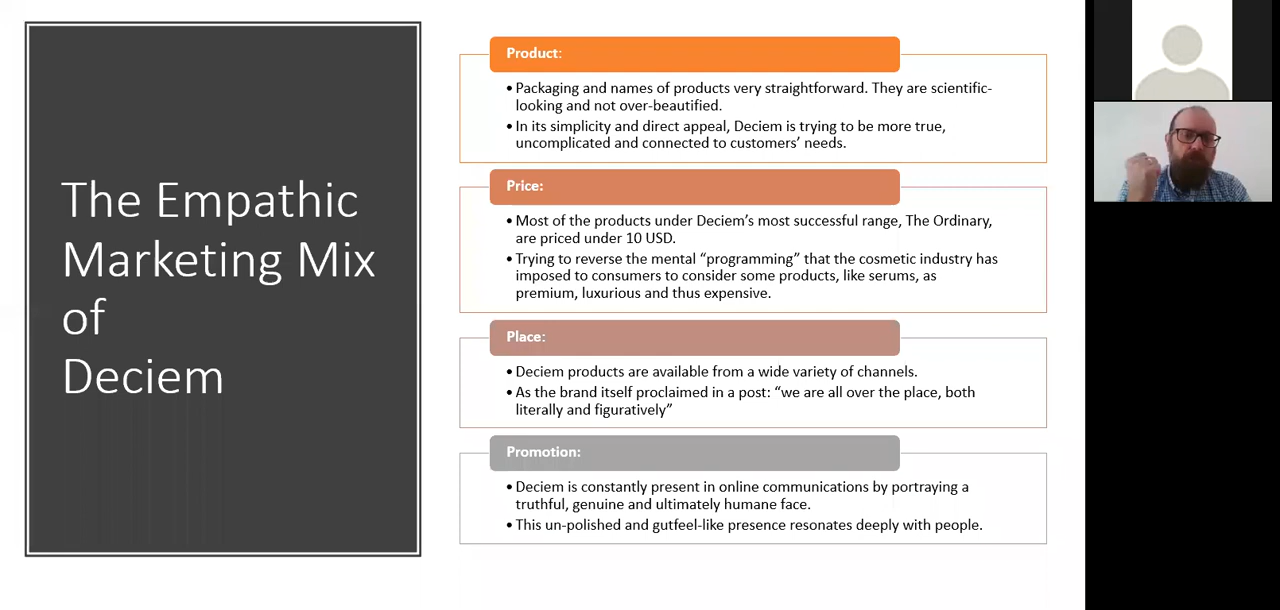 The Empathic
Marketing Mix
of
Deciem
Product:
• Packaging and names of products very straightforward. They are scientific-
looking and not over-beautified.
• In its simplicity and direct appeal, Deciem is trying to be more true,
uncomplicated and connected to customers’ needs.
Price:
• Most of the products under Deciem’s most successful range, The Ordinary,
are priced under 10 USD.
• Trying to reverse the mental “programming” that the cosmetic industry has
imposed to consumers to consider some products, like serums, as
premium, luxurious and thus expensive.
Place:
• Deciem products are available from a wide variety of channels.
• As the brand itself proclaimed in a post: “we are all over the place, both
literally and figuratively”
Promotion:
• Deciem is constantly present in online communications by portraying a
truthful, genuine and ultimately humane face.
• This un-polished and gutfeel-like presence resonates deeply with people.